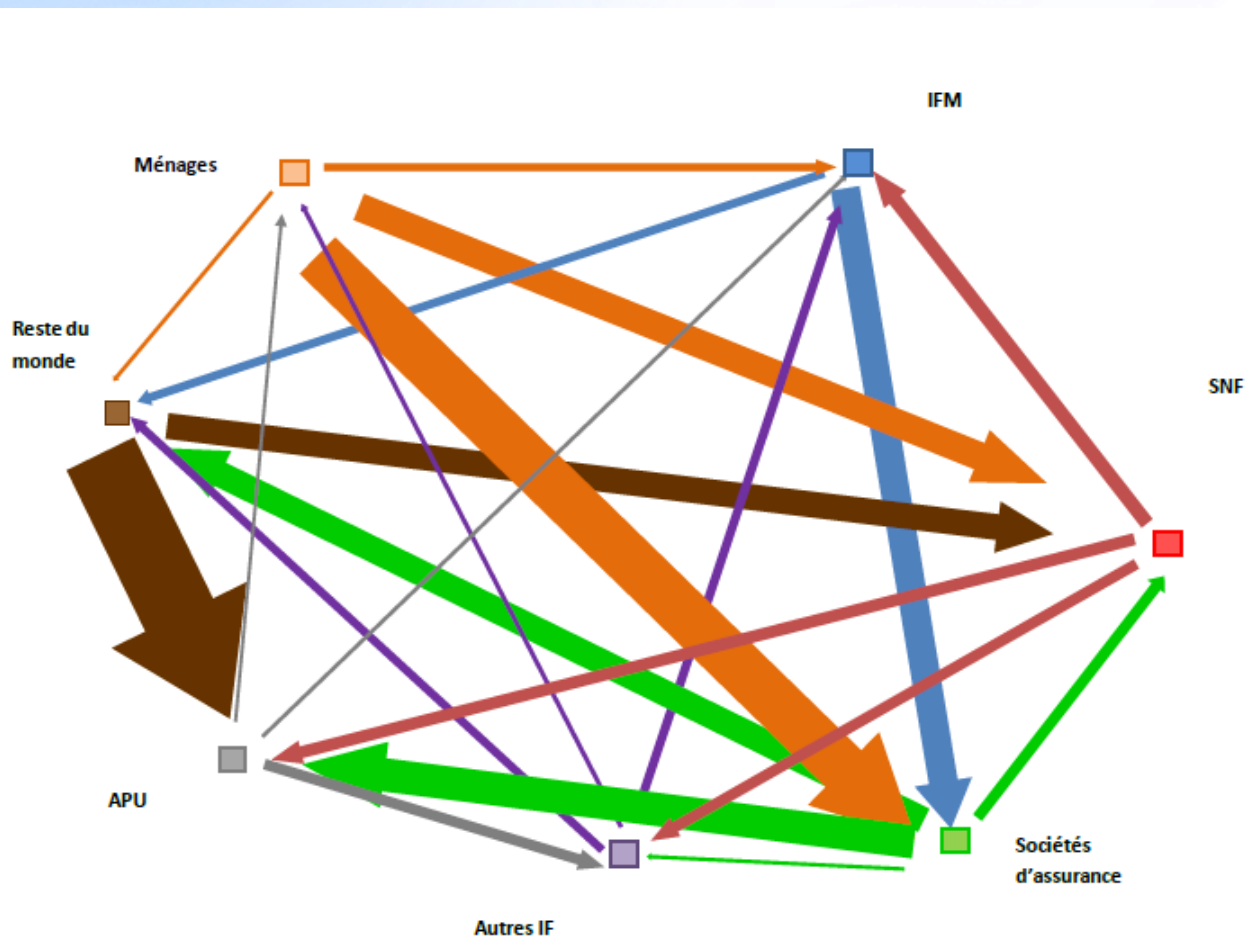 IFM
Ménages
Reste du
monde
SNF
APU
Sociétés
d'assurance
Autres IF